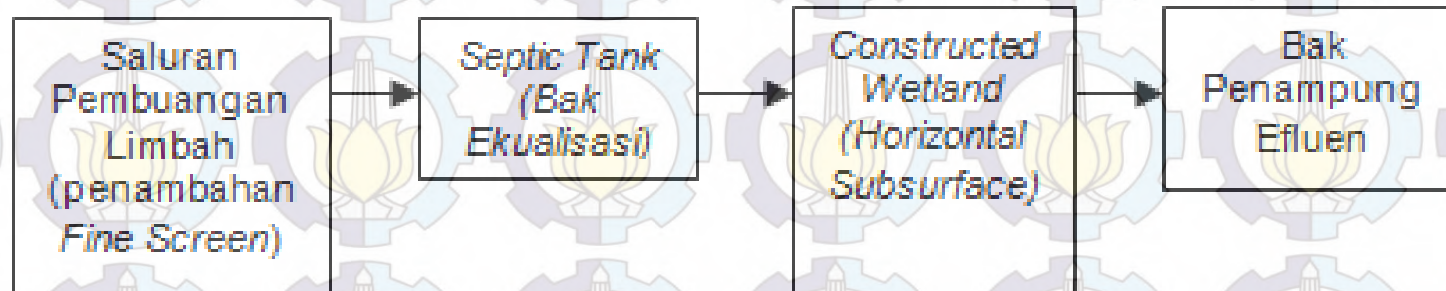 Saluran
Pembuangan
Limbah
(penambahan
Fine Screen)
Septic Tank
(Bak
Ekualisasi)
Constructed
Wetland
(Horizontal
Subsurface)
Bak
Penampung
Efluen